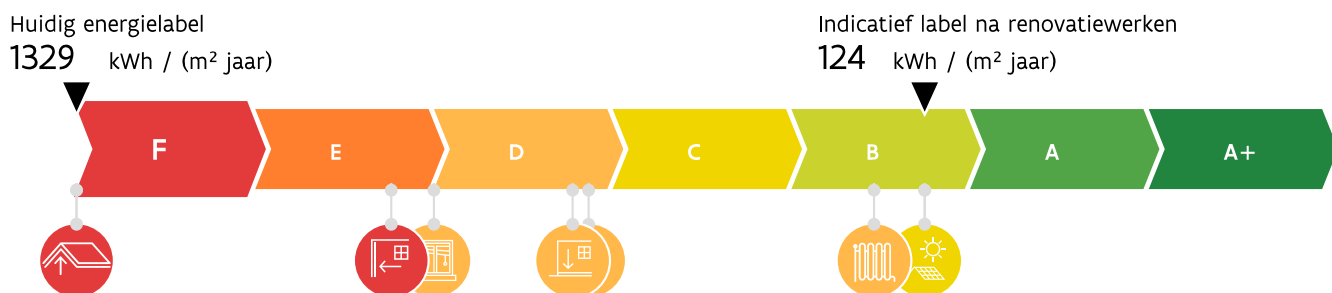 Huidig energielabel
1329 kWh / (m² jaar)
Indicatief label na renovatiewerken
124 kWh / (m² jaar)
F E D C B A A+